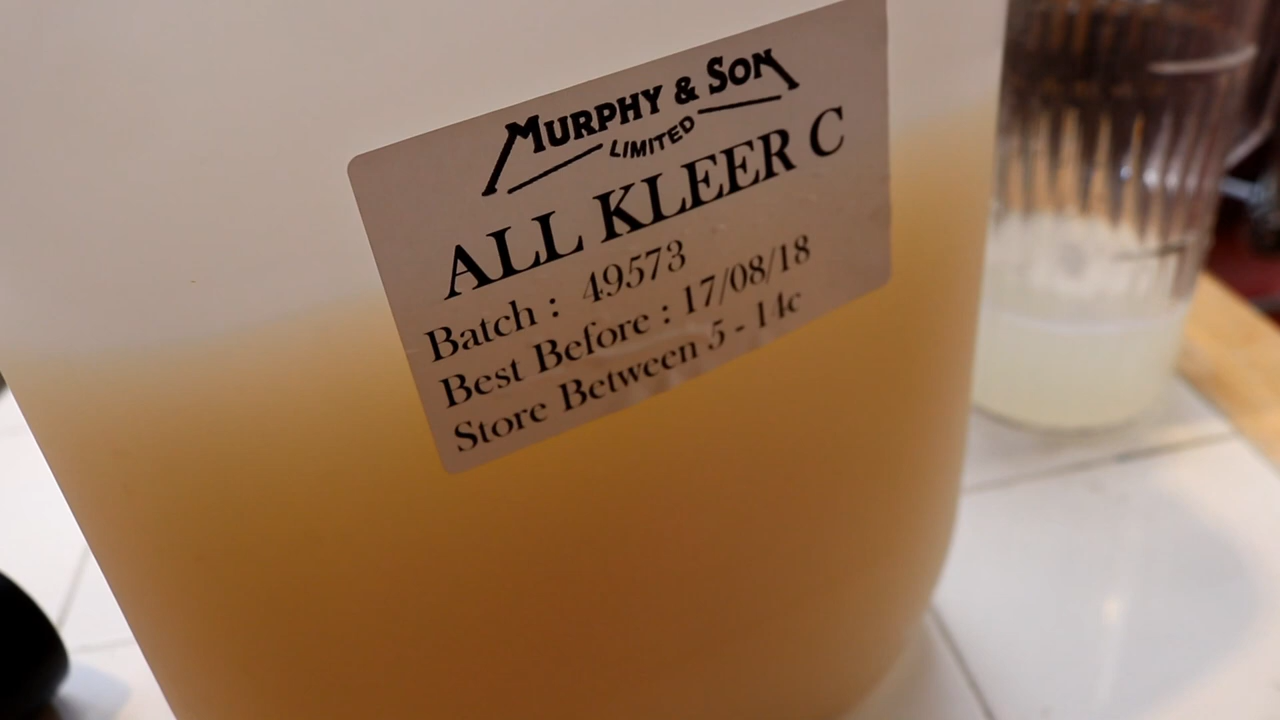 MURPHY & SON
LIMITED
ALL KLEER C
Batch : 49573
Best Before : 17/08/18
Store Between 5 - 14c